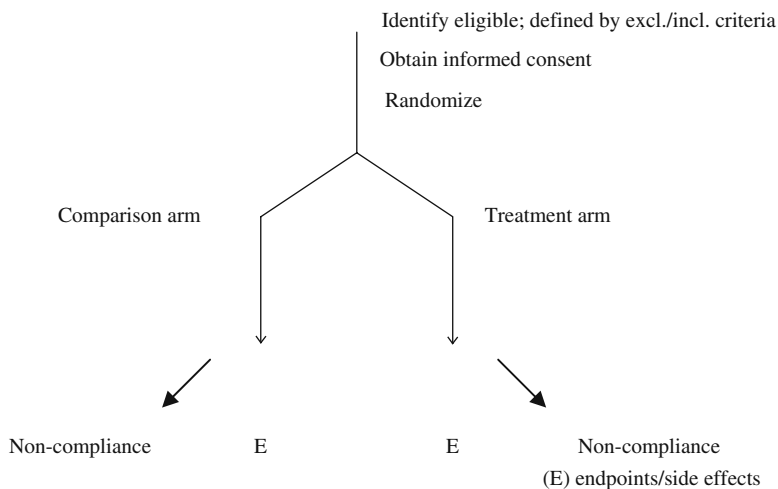 Identify eligible; defined by excl./incl. criteria
Obtain informed consent
Randomize
Comparison arm
Treatment arm
Non-compliance
E
E
Non-compliance
(E) endpoints/side effects